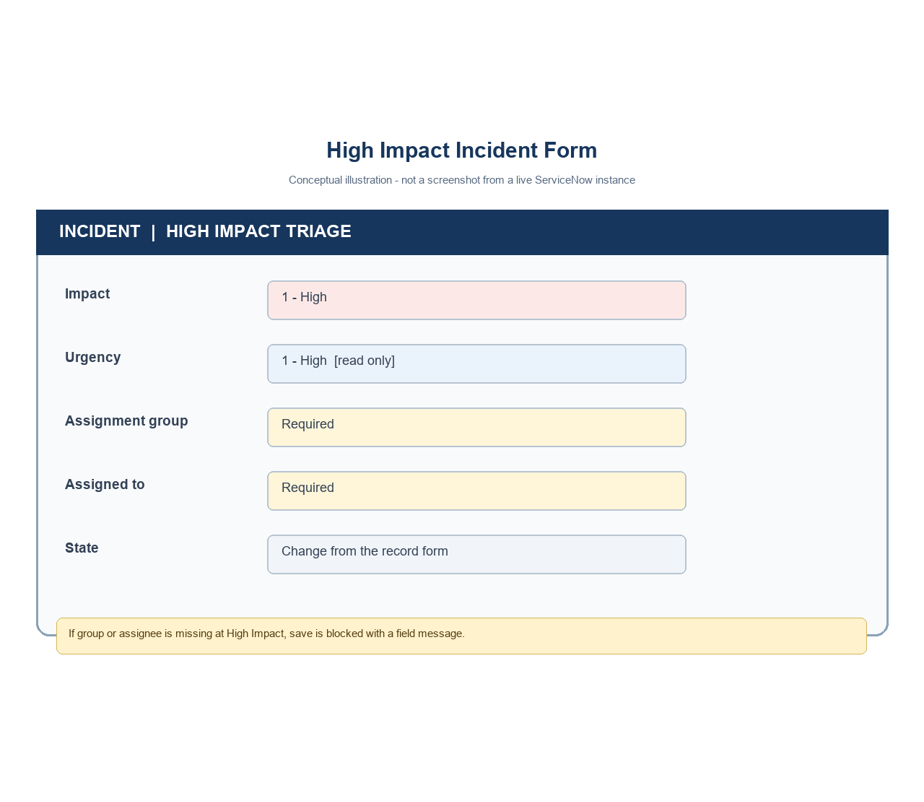 High Impact Incident Form
Conceptual illustration - not a screenshot from a live ServiceNow instance
INCIDENT | HIGH IMPACT TRIAGE
Impact
1 - High
Urgency
1 - High [read only]
Assignment group
Required
Assigned to
Required
State
Change from the record form
If group or assignee is missing at High Impact, save is blocked with a field message.